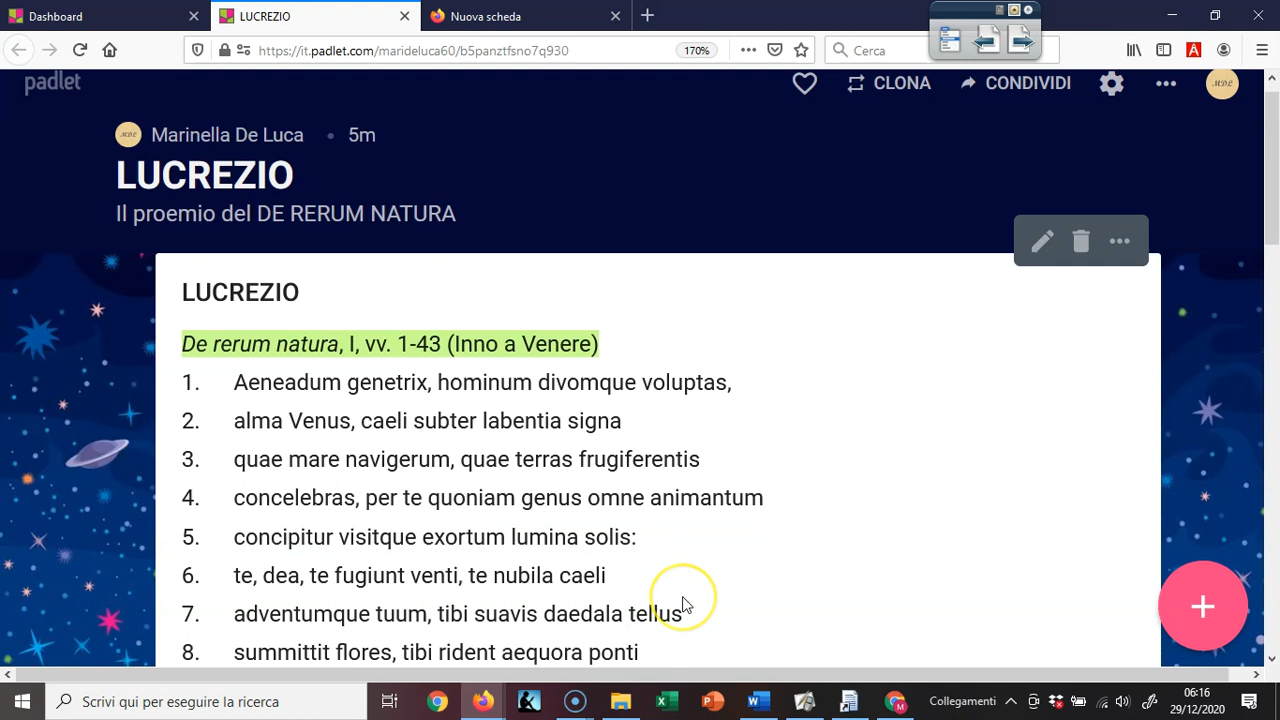 Dashboard
LUCREZIO
Nuova scheda
https://it.padlet.com/marideluca60/b5panztfsno7q930
170%
Cerca
padlet
CLONA
CONDIVIDI
Marinella De Luca • 5m
LUCREZIO
Il proemio del DE RERUM NATURA
LUCREZIO
De rerum natura, I, vv. 1-43 (Inno a Venere)
1. Aeneadum genetrix, hominum divomque voluptas,
2. alma Venus, caeli subter labentia signa
3. quae mare navigerum, quae terras frugiferentis
4. concelebras, per te quoniam genus omne animantum
5. concipitur visitque exortum lumina solis:
6. te, dea, te fugiunt venti, te nubila caeli
7. adventumque tuum, tibi suavis daedala tellus
8. summittit flores, tibi rident aequora ponti
Scrivi qui per eseguire la ricerca
Collegamenti
06:16
29/12/2020